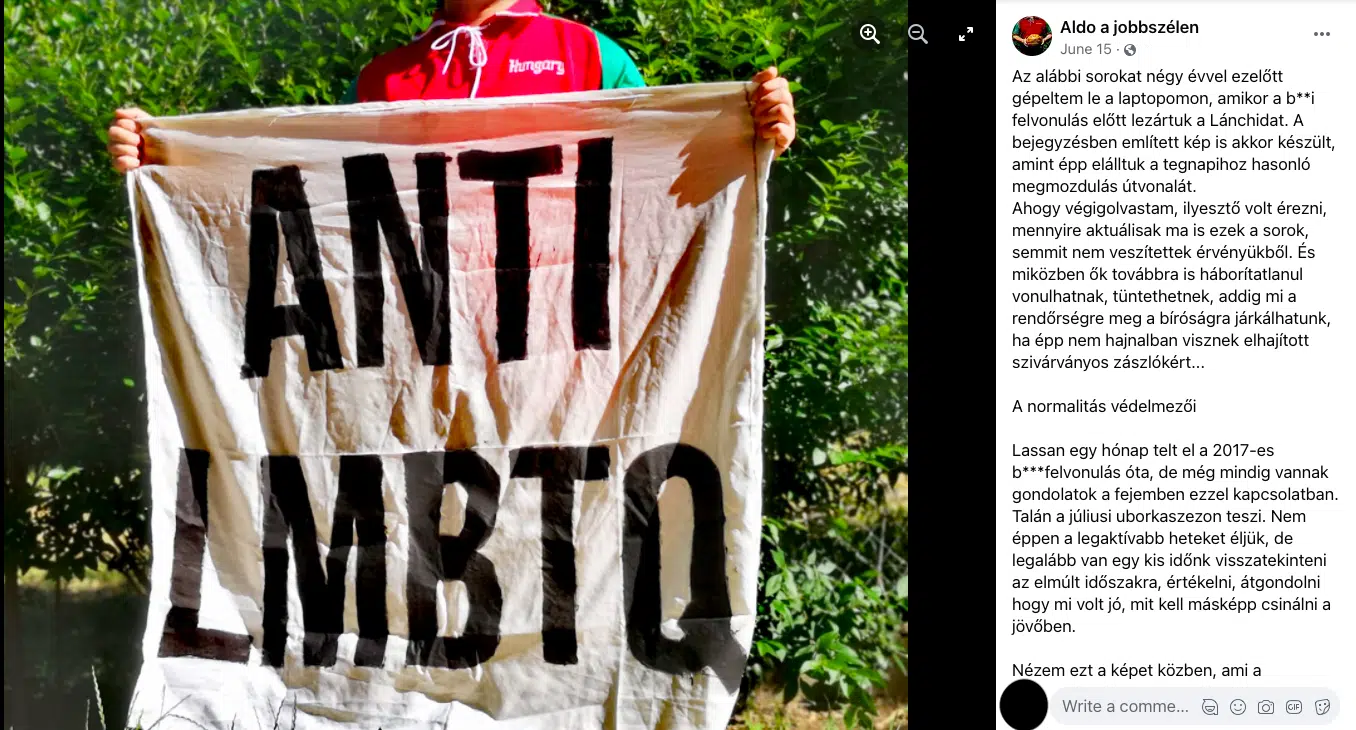 Hungary
ANTI
LMBTQ
Aldo a jobbszélen
June 15 ·
Az alábbi sorokat négy évvel ezelőtt
gépeltem le a laptopomon, amikor a b**i
felvonulás előtt lezártuk a Lánchidat. A
bejegyzésben említett kép is akkor készült,
amint épp elálltuk a tegnapihoz hasonló
megmozdulás útvonalát.
Ahogy végigolvastam, ilyesztő volt érezni,
mennyire aktuálisak ma is ezek a sorok,
semmit nem veszítettek érvényükből. És
miközben ők továbbra is háborítatlanul
vonulhatnak, tüntethetnek, addig mi a
rendőrségre meg a bíróságra járkálhatunk,
ha épp nem hajnalban visznek elhajított
szivárványos zászlókért...
A normalitás védelmezői
Lassan egy hónap telt el a 2017-es
b***felvonulás óta, de még mindig vannak
gondolatok a fejemben ezzel kapcsolatban.
Talán a júliusi uborkaszezon teszi. Nem
éppen a legaktívabb heteket éljük, de
legalább van egy kis időnk visszatekinteni
az elmúlt időszakra, értékelni, átgondolni
hogy mi volt jó, mit kell másképp csinálni a
jövőben.
Nézem ezt a képet közben, ami a
Write a comme...
GIF